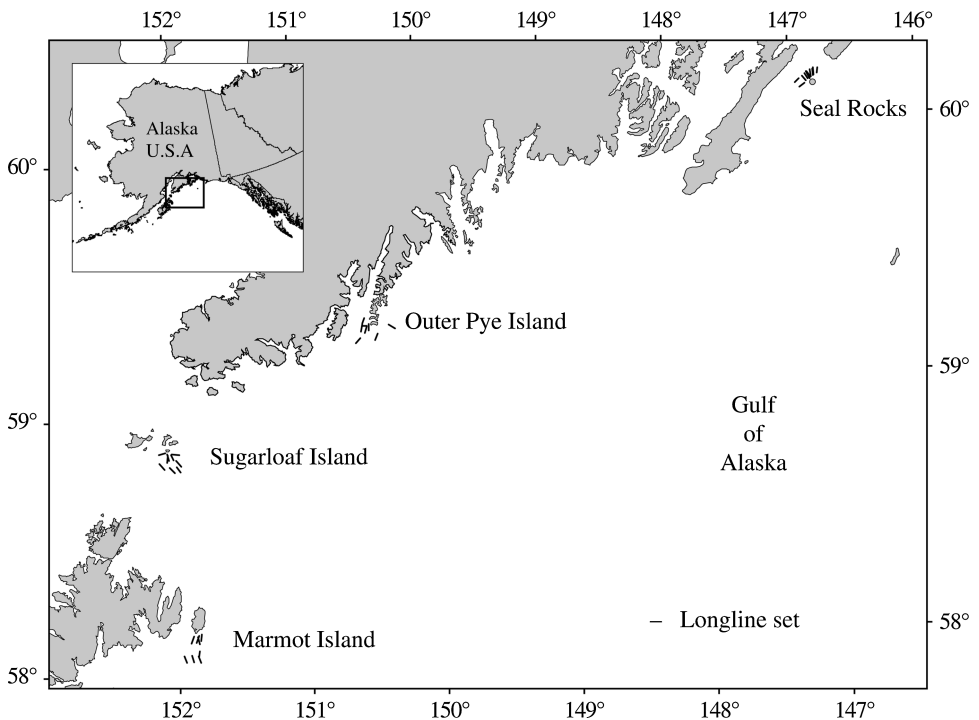 152° 151° 150° 149° 148° 147° 146°
Alaska
U.S.A
Seal Rocks
60°
60°
Outer Pye Island
59°
59°
Gulf
of
Alaska
Sugarloaf Island
Longline set
58°
Marmot Island
58°
152° 151° 150° 149° 148° 147°